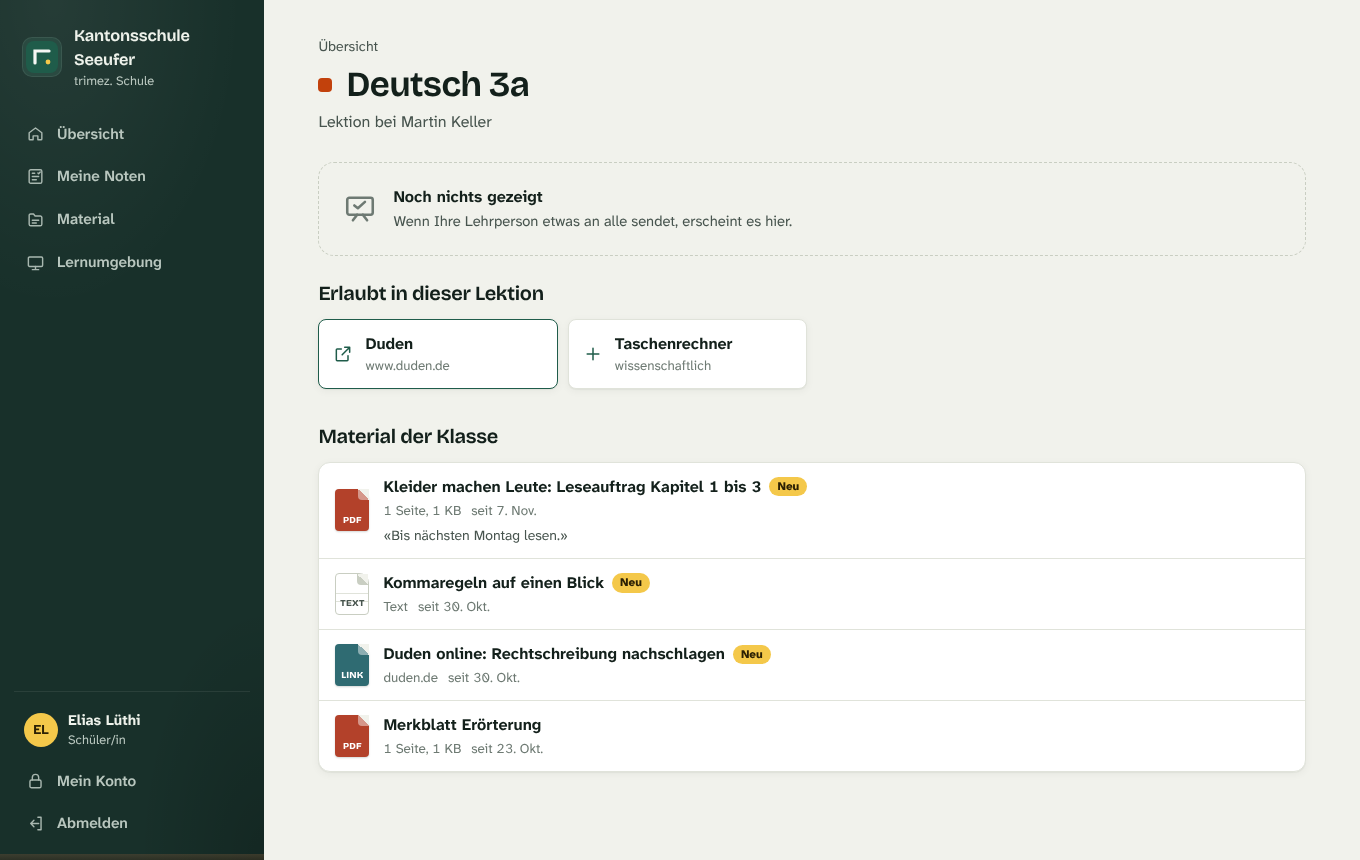 Kantonsschule
Seeufer
trimez. Schule
Übersicht
Meine Noten
Material
Lernumgebung
EL
Elias Lüthi
Schüler/in
Mein Konto
Abmelden
Übersicht
Deutsch 3a
Lektion bei Martin Keller
Noch nichts gezeigt
Wenn Ihre Lehrperson etwas an alle sendet, erscheint es hier.
Erlaubt in dieser Lektion
Duden
www.duden.de
Taschenrechner
wissenschaftlich
Material der Klasse
PDF
Kleider machen Leute: Leseauftrag Kapitel 1 bis 3 Neu
1 Seite, 1 KB seit 7. Nov.
«Bis nächsten Montag lesen.»
TEXT
Kommaregeln auf einen Blick Neu
Text seit 30. Okt.
LINK
Duden online: Rechtschreibung nachschlagen Neu
duden.de seit 30. Okt.
PDF
Merkblatt Erörterung
1 Seite, 1 KB seit 23. Okt.